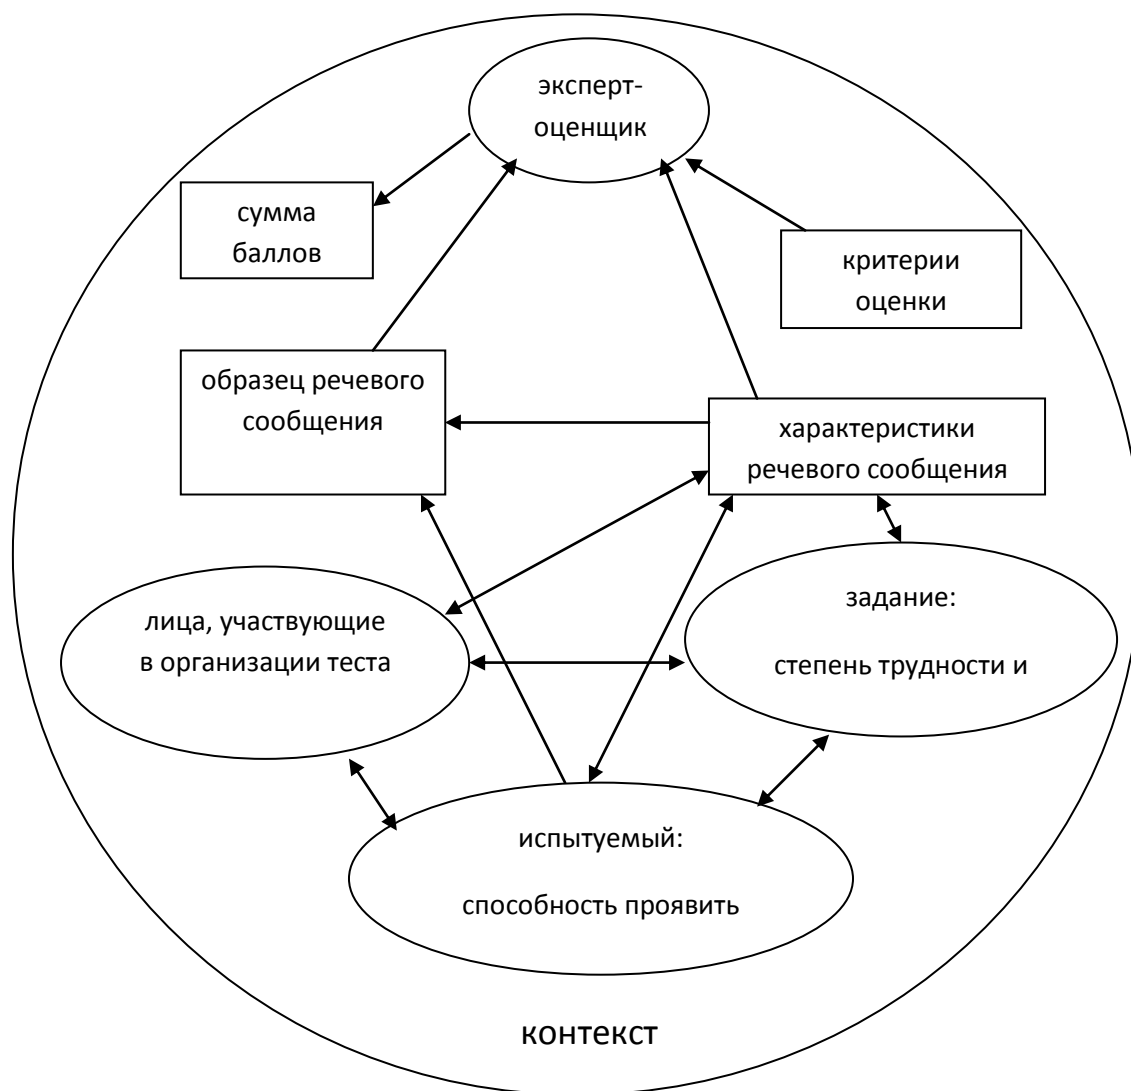 эксперт-
оценщик
сумма
баллов
критерии
оценки
образец речевого
сообщения
характеристики
речевого сообщения
лица, участвующие
в организации теста
задание:
степень трудности и
испытуемый:
способность проявить
контекст